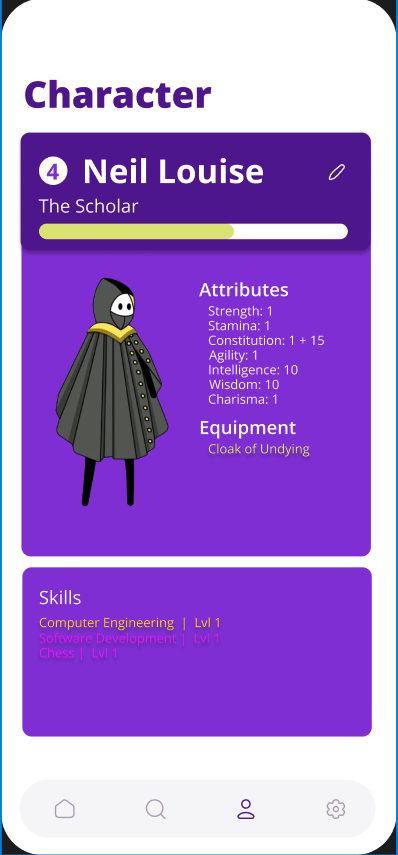 Character
4 Neil Louise
The Scholar
Attributes
Strength: 1
Stamina: 1
Constitution: 1 + 15
Agility: 1
Intelligence: 10
Wisdom: 10
Charisma: 1
Equipment
Cloak of Undying
Skills
Computer Engineering | Lvl 1
Software Development | Lvl 1
Chess | Lvl 1